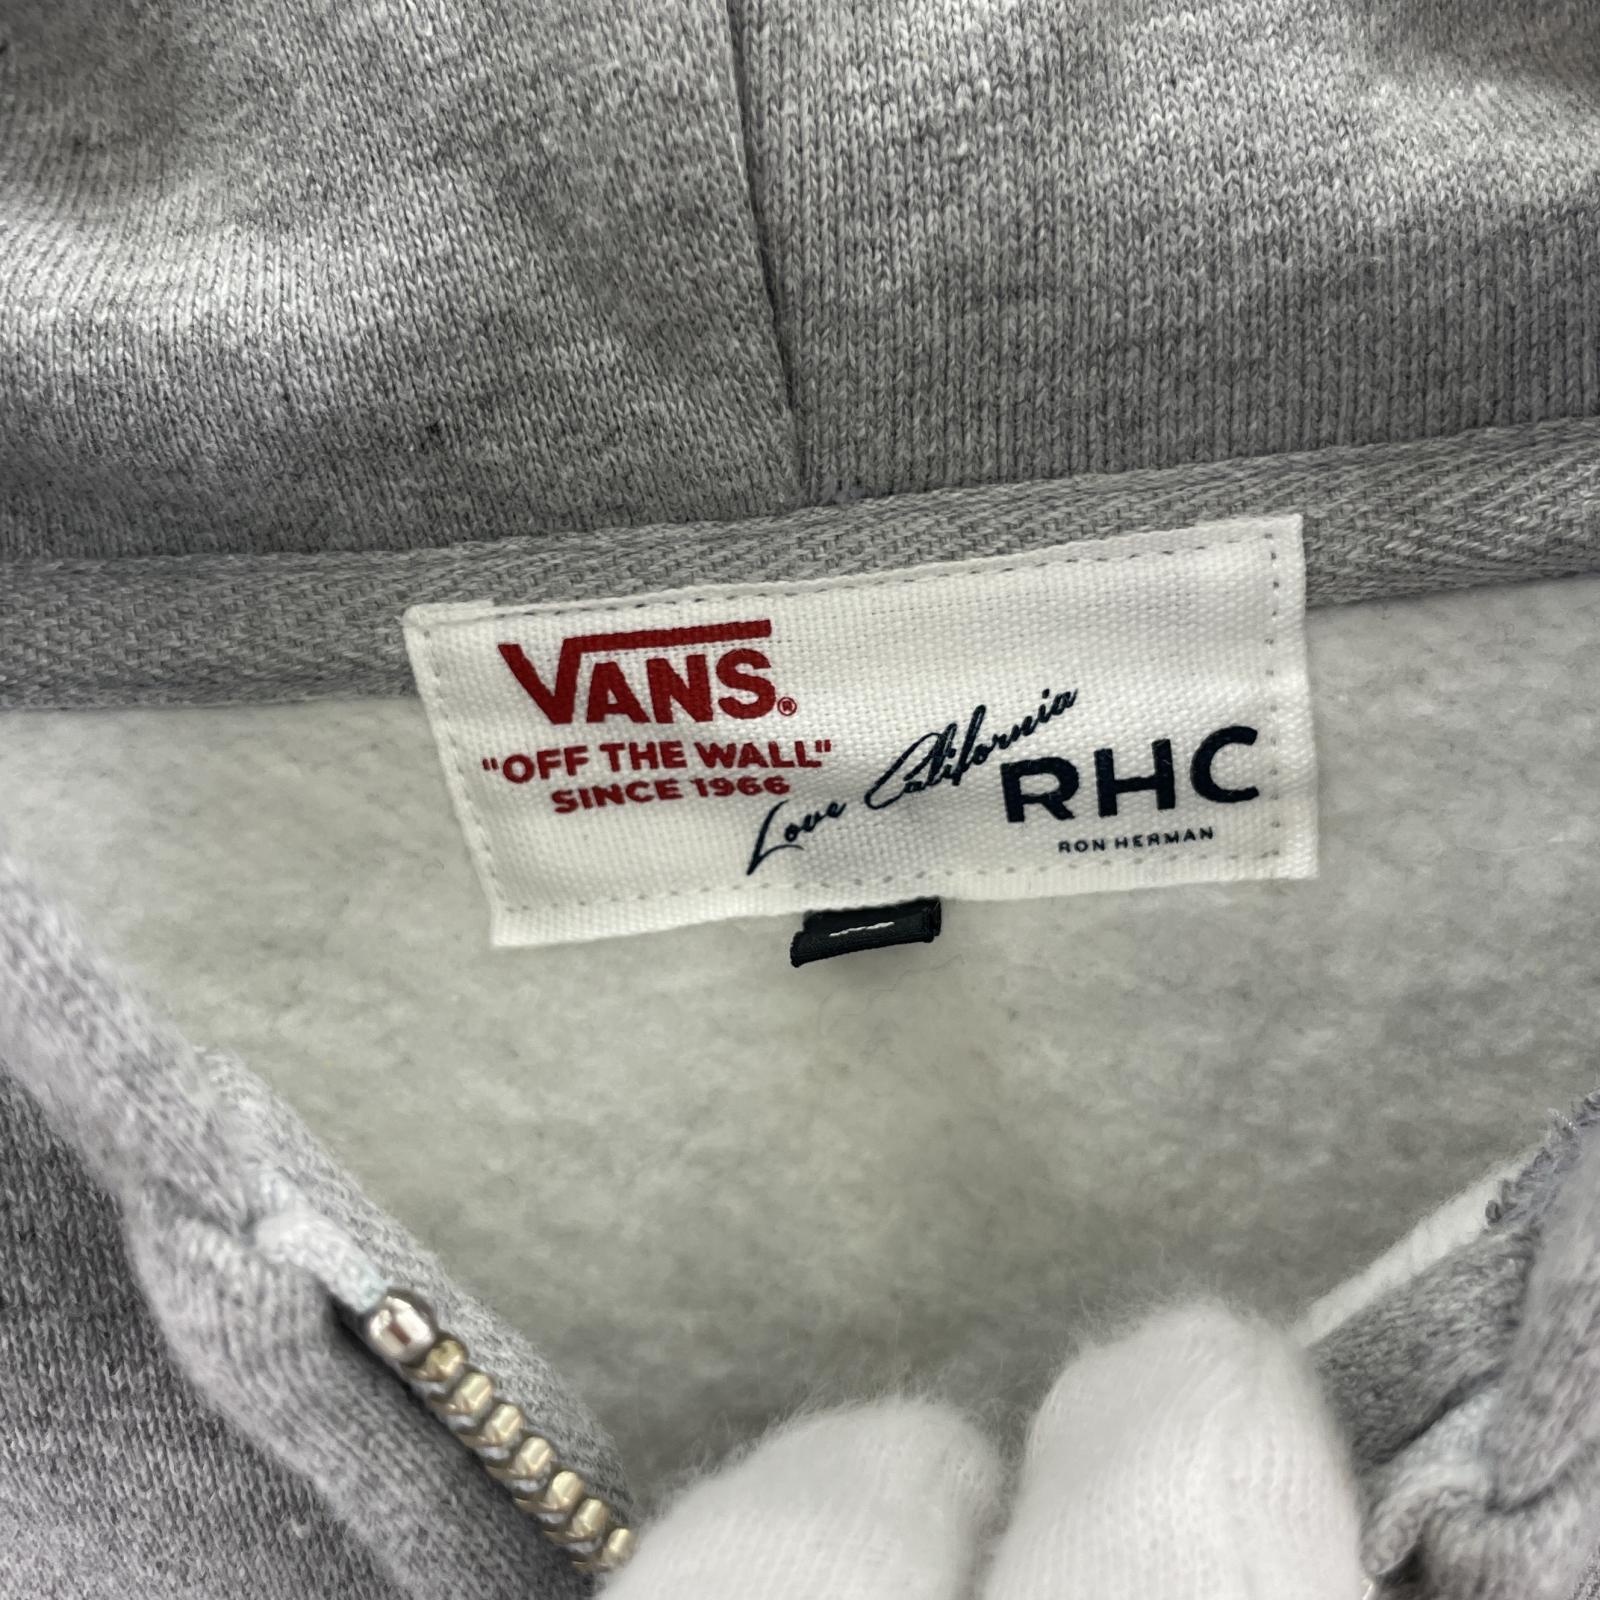 VANS®
"OFF THE WALL"
SINCE 1966
Love California
RHC
RON HERMAN